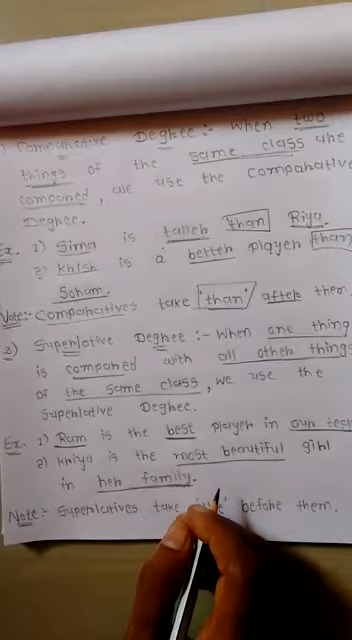 Comparative Degree :- When two
things of the same class are
compared, we use the comparative
Degree.
Ex. 1) Sima is taller than Riya.
2) Krish is a better player than
Soham.
Note:- Comparatives take 'than' after them
2) Superlative Degree :- When one thing
is compared with all other things
of the same class, we use the
Superlative Degree.
Ex. 1) Ram is the best player in our
2) kriya is the most beautiful girl
in her family.
Note:- Superlatives take before them.